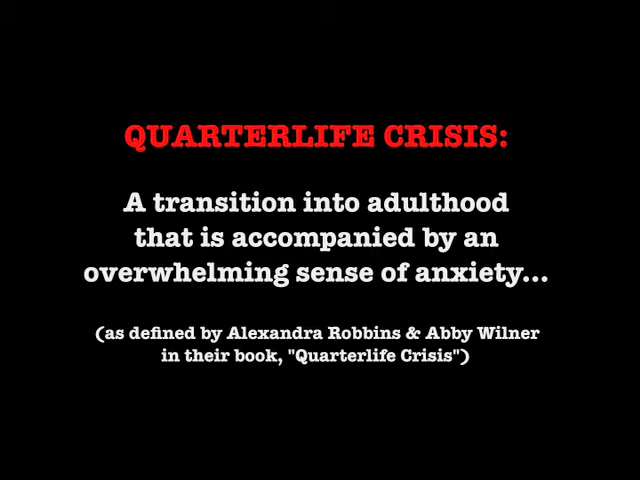 QUARTERLIFE CRISIS:
A transition into adulthood
that is accompanied by an
overwhelming sense of anxiety...
(as defined by Alexandra Robbins & Abby Wilner
in their book, "Quarterlife Crisis")